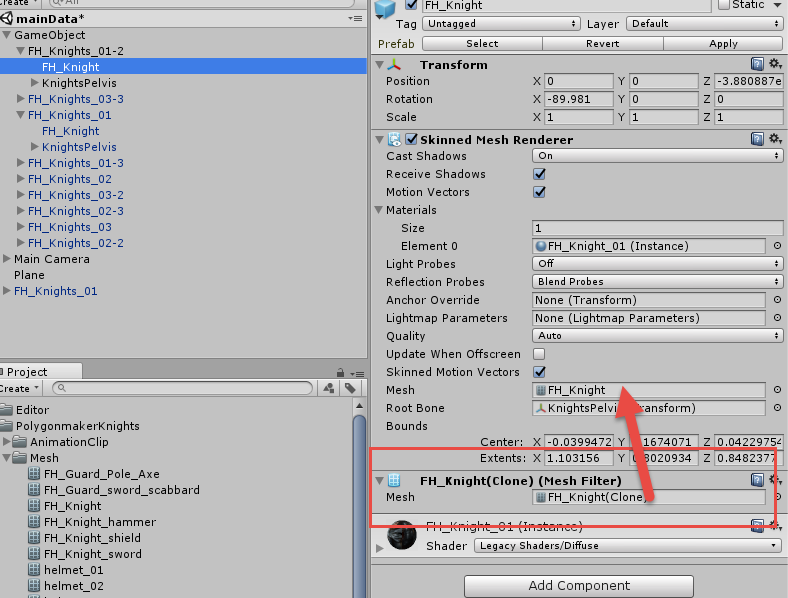 Create
All
mainData*
GameObject
FH_Knights_01-2
FH_Knight
KnightsPelvis
FH_Knights_03-3
FH_Knights_01
FH_Knight
KnightsPelvis
FH_Knights_01-3
FH_Knights_02
FH_Knights_03-2
FH_Knights_02-3
FH_Knights_03
FH_Knights_02-2
Main Camera
Plane
FH_Knights_01
Project
Create
Editor
PolygonmakerKnights
AnimationClip
Mesh
FH_Guard_Pole_Axe
FH_Guard_sword_scabbard
FH_Knight
FH_Knight_hammer
FH_Knight_shield
FH_Knight_sword
helmet_01
helmet_02
FH_Knight Static
Tag Untagged Layer Default
Prefab Select Revert Apply
Transform
Position X 0 Y 0 Z -3.880887e
Rotation X -89.981 Y 0 Z 0
Scale X 1 Y 1 Z 1
Skinned Mesh Renderer
Cast Shadows On
Receive Shadows
Motion Vectors
Materials
Size 1
Element 0 FH_Knight_01 (Instance)
Light Probes Off
Reflection Probes Blend Probes
Anchor Override None (Transform)
Lightmap Parameters None (Lightmap Parameters)
Quality Auto
Update When Offscreen
Skinned Motion Vectors
Mesh FH_Knight
Root Bone KnightsPelvi ransform)
Bounds
Center: X -0.0399472 Y .1674071 Z 0.04229754
Extents: X 1.103156 Y .8020934 Z 0.8482377
FH_Knight(Clone) (Mesh Filter)
Mesh FH_Knight(Clone)
FH_Knight_01 (Instance)
Shader Legacy Shaders/Diffuse
Add Component